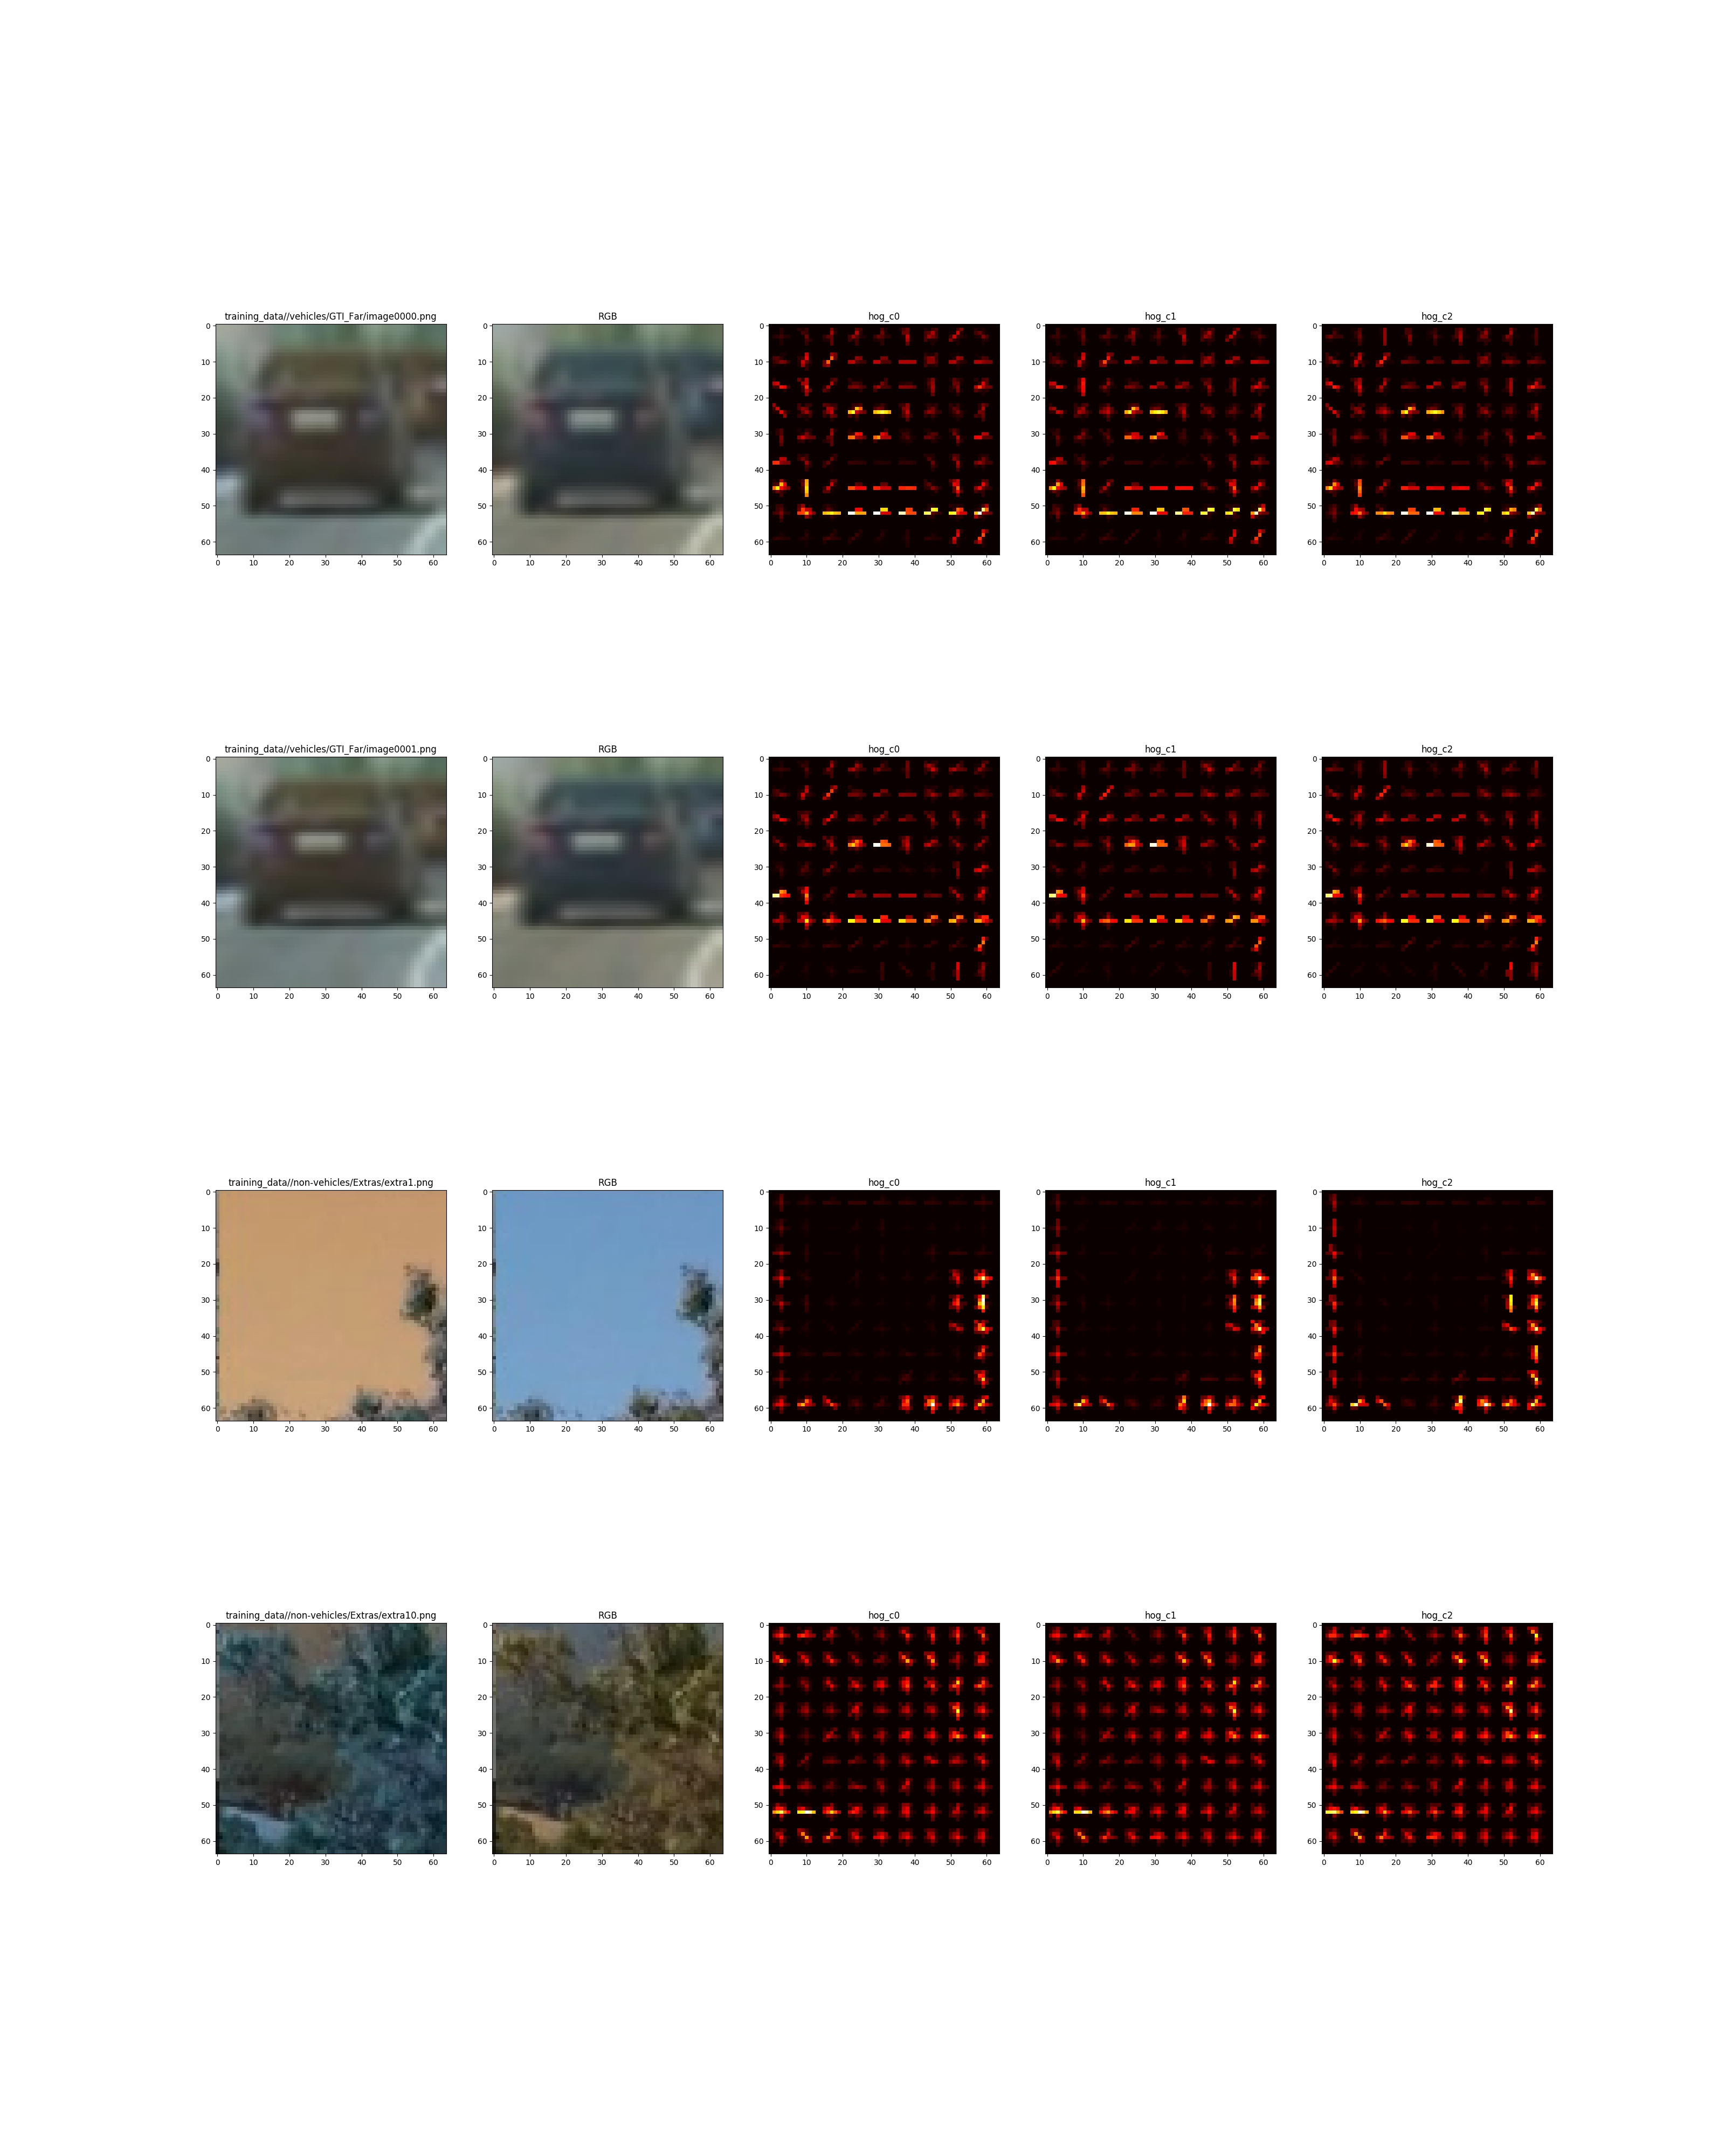 training_data//vehicles/GTI_Far/image0000.png RGB hog_c0 hog_c1 hog_c2
0 0 0 0 0
10 10 10 10 10
20 20 20 20 20
30 30 30 30 30
40 40 40 40 40
50 50 50 50 50
60 60 60 60 60
0 10 20 30 40 50 60 0 10 20 30 40 50 60 0 10 20 30 40 50 60 0 10 20 30 40 50 60 0 10 20 30 40 50 60
training_data//vehicles/GTI_Far/image0001.png RGB hog_c0 hog_c1 hog_c2
0 0 0 0 0
10 10 10 10 10
20 20 20 20 20
30 30 30 30 30
40 40 40 40 40
50 50 50 50 50
60 60 60 60 60
0 10 20 30 40 50 60 0 10 20 30 40 50 60 0 10 20 30 40 50 60 0 10 20 30 40 50 60 0 10 20 30 40 50 60
training_data//non-vehicles/Extras/extra1.png RGB hog_c0 hog_c1 hog_c2
0 0 0 0 0
10 10 10 10 10
20 20 20 20 20
30 30 30 30 30
40 40 40 40 40
50 50 50 50 50
60 60 60 60 60
0 10 20 30 40 50 60 0 10 20 30 40 50 60 0 10 20 30 40 50 60 0 10 20 30 40 50 60 0 10 20 30 40 50 60
training_data//non-vehicles/Extras/extra10.png RGB hog_c0 hog_c1 hog_c2
0 0 0 0 0
10 10 10 10 10
20 20 20 20 20
30 30 30 30 30
40 40 40 40 40
50 50 50 50 50
60 60 60 60 60
0 10 20 30 40 50 60 0 10 20 30 40 50 60 0 10 20 30 40 50 60 0 10 20 30 40 50 60 0 10 20 30 40 50 60